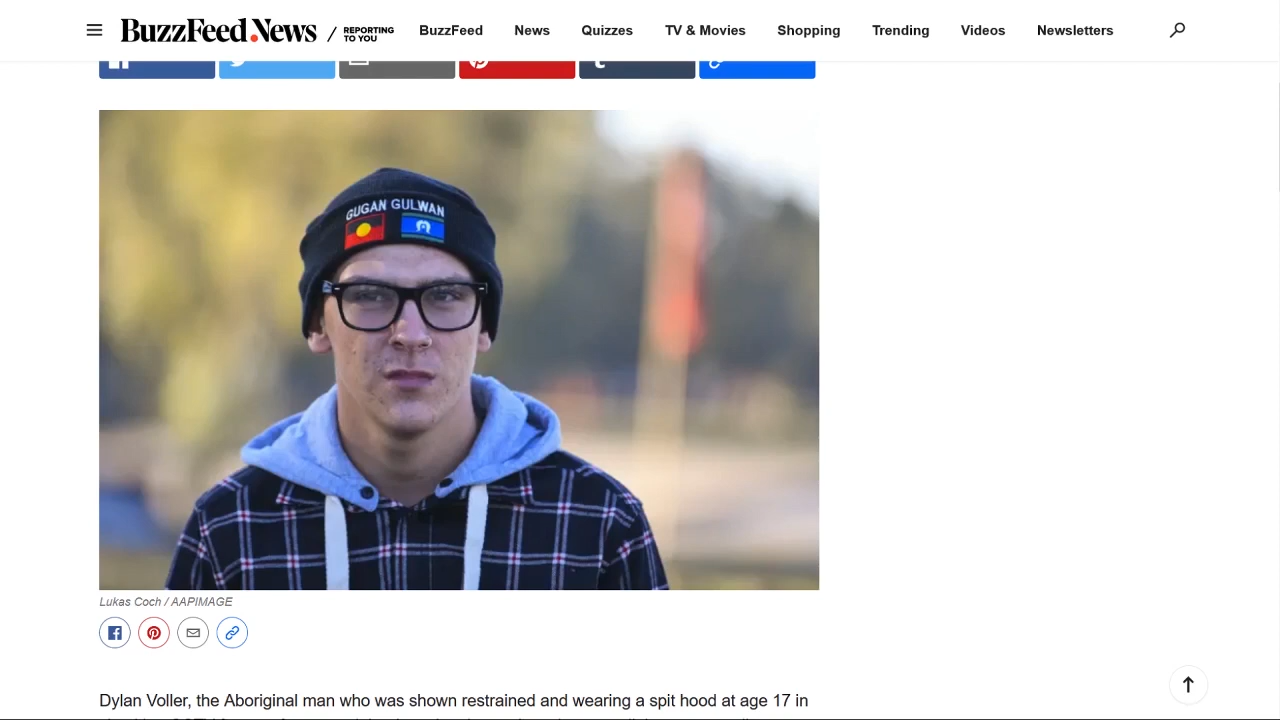 BuzzFeed News / REPORTING TO YOU
BuzzFeed News Quizzes TV & Movies Shopping Trending Videos Newsletters
GUGAN GULWAN
Lukas Coch / AAPIMAGE
Dylan Voller, the Aboriginal man who was shown restrained and wearing a spit hood at age 17 in